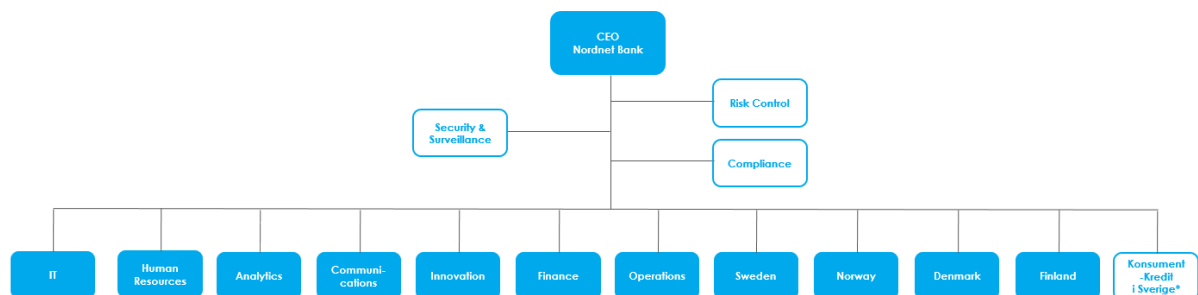 CEO
Nordnet Bank
Risk Control
Security &
Surveillance
Compliance
IT
Human
Resources
Analytics
Communi-
cations
Innovation
Finance
Operations
Sweden
Norway
Denmark
Finland
Konsument
-Kredit
i Sverige*